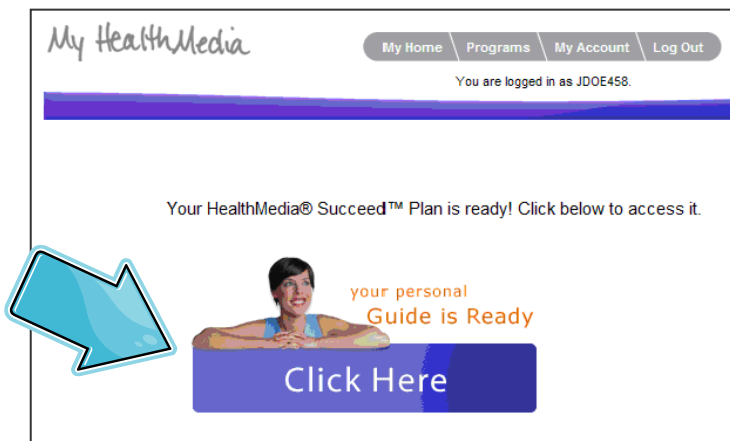 My HealthMedia
My Home \ Programs \ My Account \ Log Out
You are logged in as JDOE458.
Your HealthMedia® Succeed™ Plan is ready! Click below to access it.
your personal
Guide is Ready
Click Here